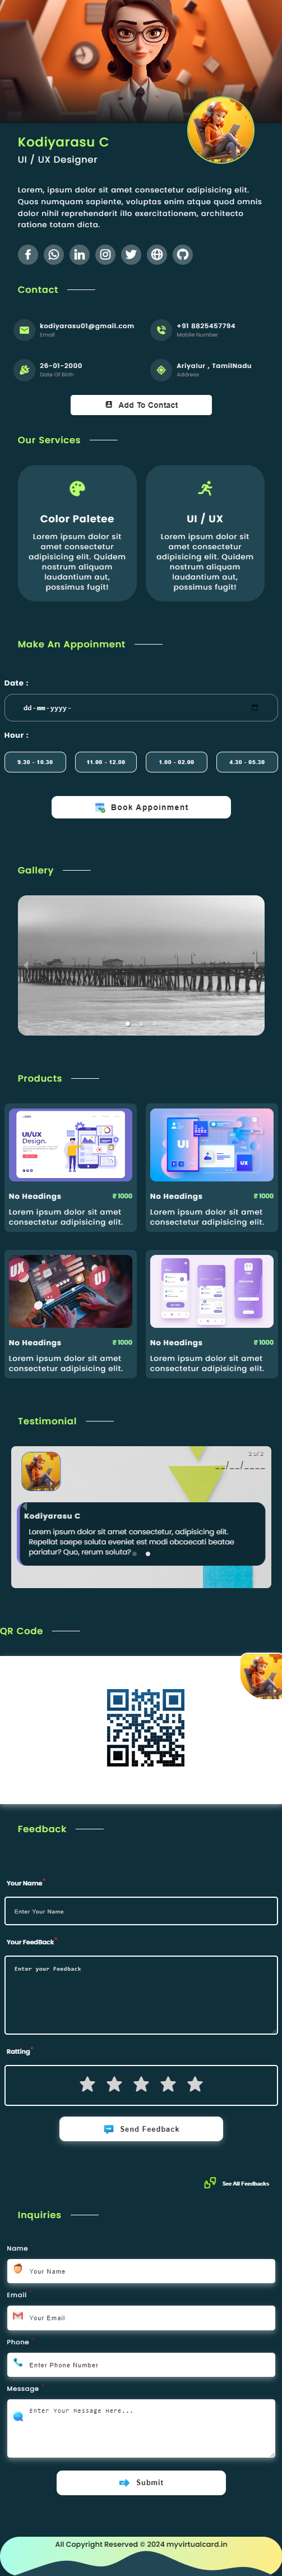 Kodiyarasu C
UI / UX Designer
Lorem, ipsum dolor sit amet consectetur adipisicing elit.
Quos numquam sapiente, voluptas enim atque quod omnis
dolor nihil reprehenderit illo exercitationem, architecto
ratione totam dicta.
Contact
kodiyarasu01@gmail.com
Email
+91 8825457794
Mobile Number
26-01-2000
Date Of Birth
Ariyalur , TamilNadu
Address
Add To Contact
Our Services
Color Paletee
Lorem ipsum dolor sit
amet consectetur
adipisicing elit. Quidem
nostrum aliquam
laudantium aut,
possimus fugit!
UI / UX
Lorem ipsum dolor sit
amet consectetur
adipisicing elit. Quidem
nostrum aliquam
laudantium aut,
possimus fugit!
Make An Appoinment
Date :
dd-mm-yyyy-
Hour :
9.30 - 10.30
11.00 - 12.00
1.00 - 02.00
4.30 - 05.30
Book Appoinment
Gallery
Products
UI/UX
Design.
No Headings
₹ 1000
Lorem ipsum dolor sit amet
consectetur adipisicing elit.
UI
UX
No Headings
₹ 1000
Lorem ipsum dolor sit amet
consectetur adipisicing elit.
UX
UI
No Headings
₹ 1000
Lorem ipsum dolor sit amet
consectetur adipisicing elit.
No Headings
₹ 1000
Lorem ipsum dolor sit amet
consectetur adipisicing elit.
Testimonial
2 of 2
__/__/____
Kodiyarasu C
Lorem ipsum dolor sit amet consectetur, adipisicing elit.
Repellat saepe soluta eveniet est modi obcaecati beatae
pariatur? Quo, rerum soluta?
QR Code
Feedback
Your Name*
Enter Your Name
Your FeedBack*
Enter your Feedback
Ratting*
Send Feedback
See All Feedbacks
Inquiries
Name *
Your Name
Email *
Your Email
Phone *
Enter Phone Number
Message *
Enter Your Message Here...
Submit
All Copyright Reserved © 2024 myvirtualcard.in